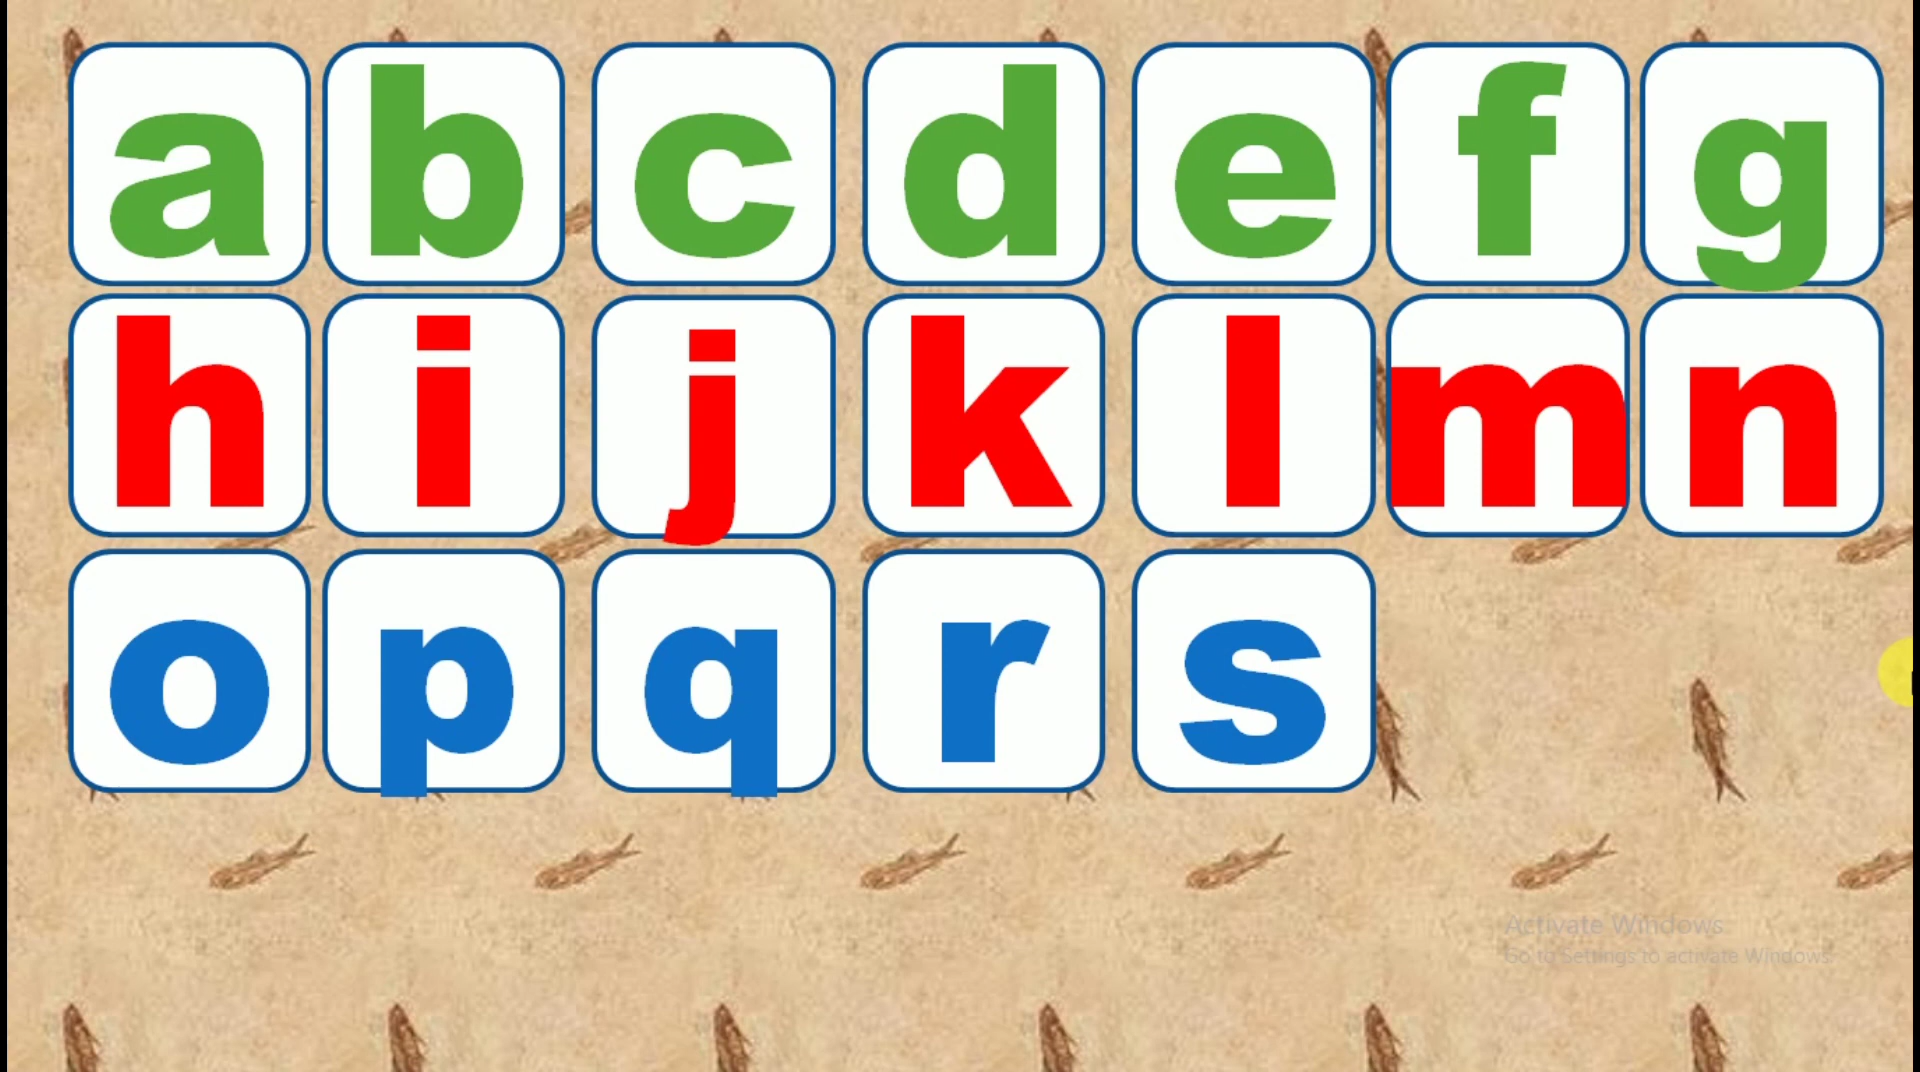 a b c d e f g
h i j k l m n
o p q r s
Activate Windows
Go to Settings to activate Windows.